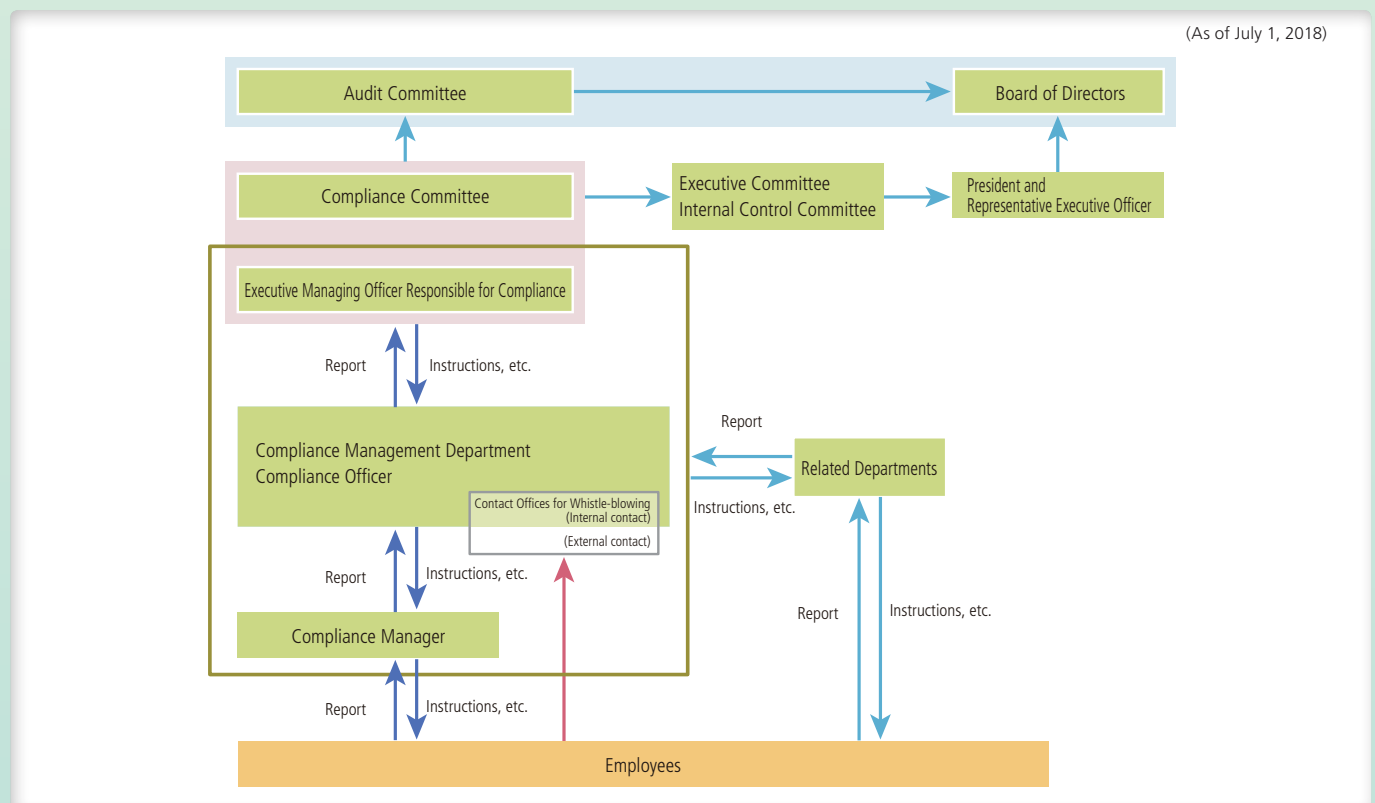 (As of July 1, 2018)
Audit Committee
Board of Directors
Compliance Committee
Executive Committee
Internal Control Committee
President and
Representative Executive Officer
Executive Managing Officer Responsible for Compliance
Report
Instructions, etc.
Compliance Management Department
Compliance Officer
Contact Offices for Whistle-blowing
(Internal contact)
(External contact)
Report
Related Departments
Instructions, etc.
Report
Instructions, etc.
Compliance Manager
Report
Instructions, etc.
Report
Instructions, etc.
Employees